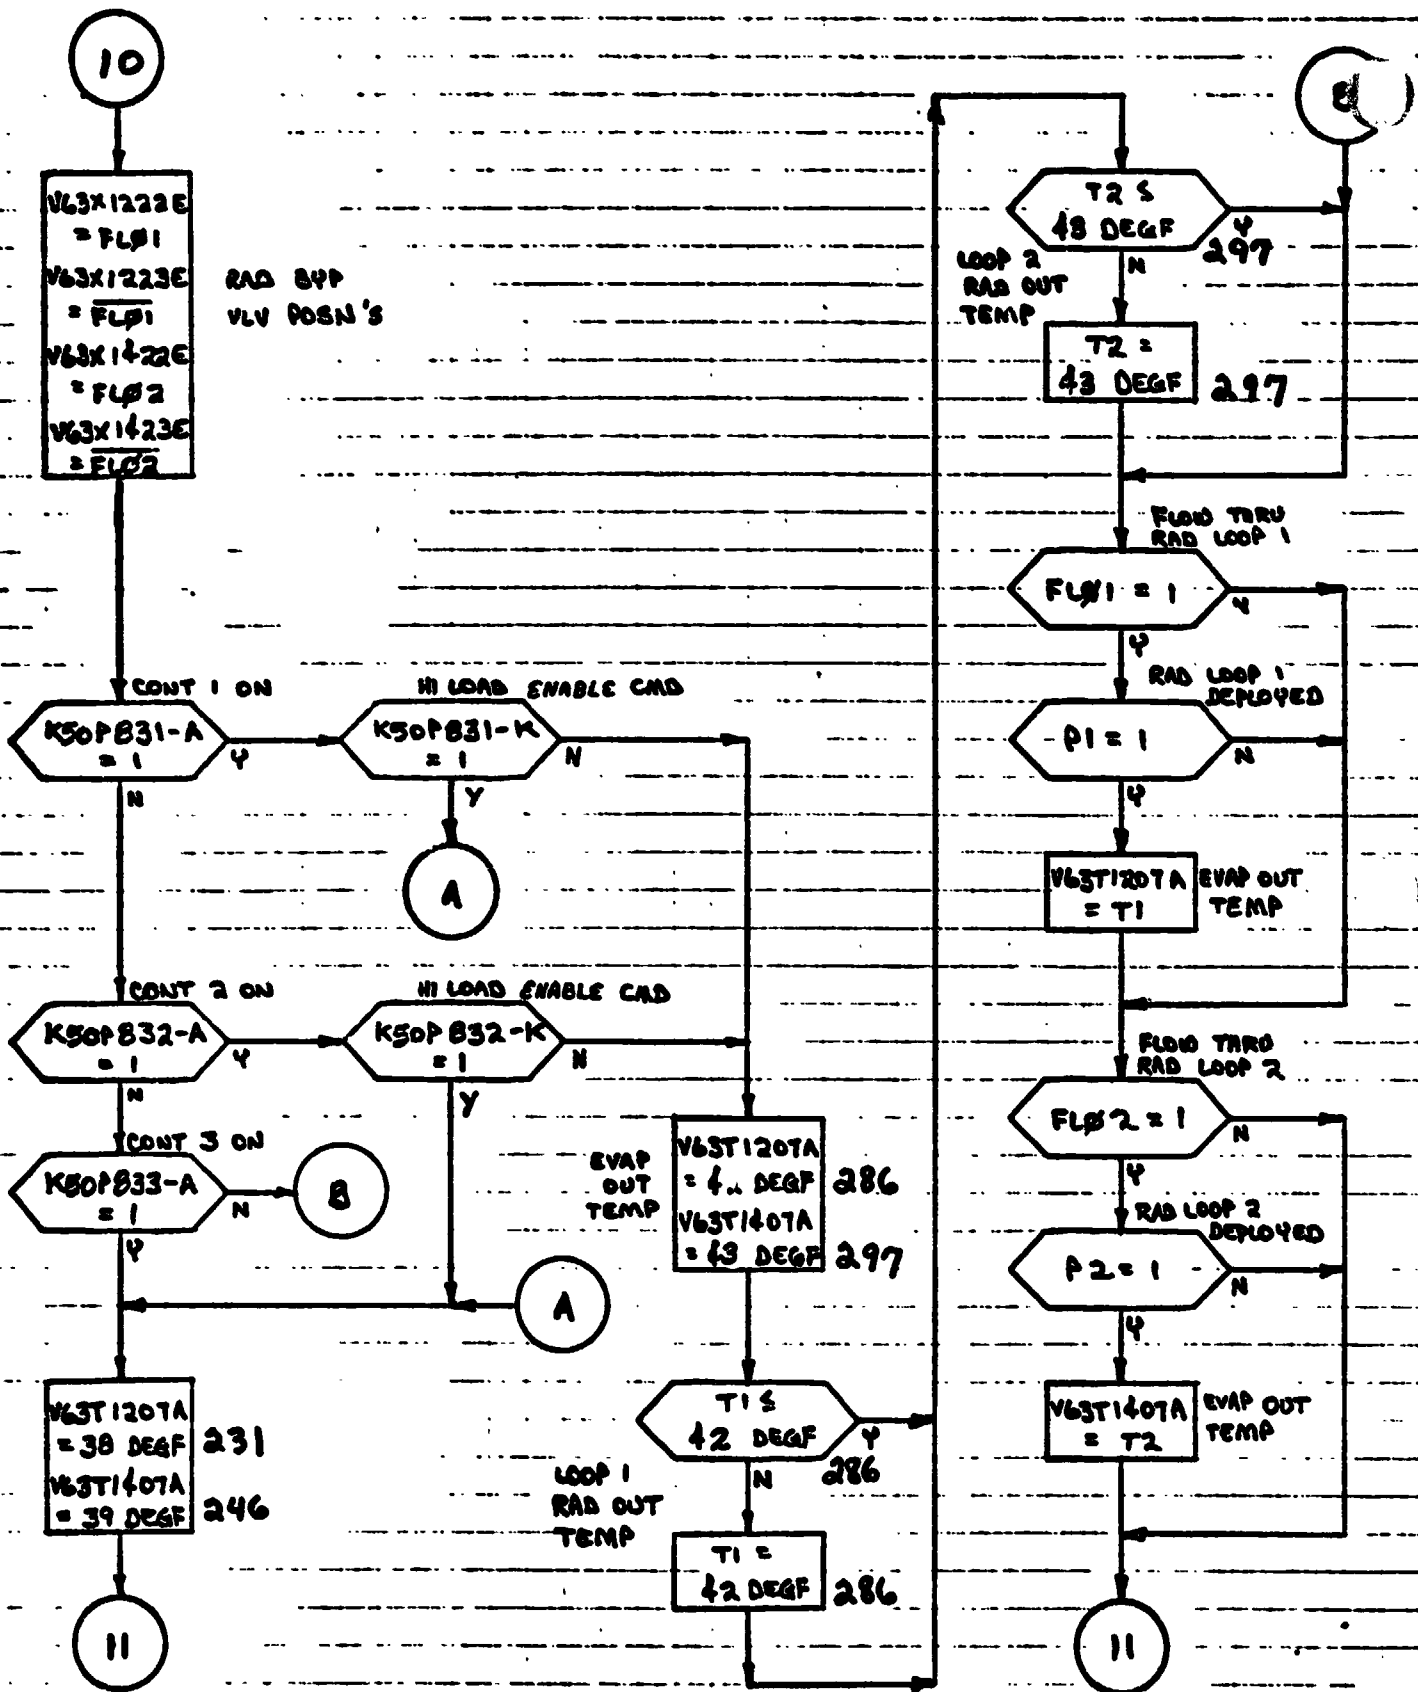 10
V63X1222E
= FLØ1
V63X1223E
= FLØ1
V63X1422E
= FLØ2
V63X1423E
= FLØ2
RAD BYP
VLV POSN'S
CONT 1 ON
K50P831-A
= 1
Y
N
HI LOAD ENABLE CMD
K50P831-K
= 1
N
Y
A
CONT 2 ON
K50P832-A
= 1
Y
N
HI LOAD ENABLE CMD
K50P832-K
= 1
N
Y
CONT 3 ON
K50P833-A
= 1
N
Y
B
A
V63T1207A
= 38 DEGF 231
V63T1407A
= 39 DEGF 246
11
EVAP
OUT
TEMP
V63T1207A
= 4 DEGF 286
V63T1407A
= 43 DEGF 297
T1 ≤
42 DEGF
Y
286
N
LOOP 1
RAD OUT
TEMP
T1 =
42 DEGF 286
T2 ≤
43 DEGF
Y
297
N
LOOP 2
RAD OUT
TEMP
T2 =
43 DEGF 297
FLOW THRU
RAD LOOP 1
FLØ1 = 1
Y
RAD LOOP 1
DEPLOYED
P1 = 1
N
Y
V63T1207A
= T1
EVAP OUT
TEMP
FLOW THRU
RAD LOOP 2
FLØ2 = 1
N
Y
RAD LOOP 2
DEPLOYED
P2 = 1
N
Y
V63T1407A
= T2
EVAP OUT
TEMP
11